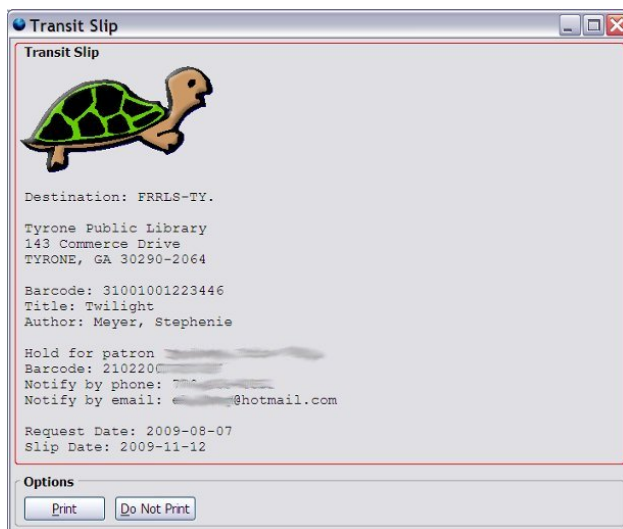 Transit Slip
Transit Slip
Destination: FRRLS-TY.
Tyrone Public Library
143 Commerce Drive
TYRONE, GA 30290-2064
Barcode: 31001001223446
Title: Twilight
Author: Meyer, Stephenie
Hold for patron
Barcode: 210220
Notify by phone:
Notify by email: e @hotmail.com
Request Date: 2009-08-07
Slip Date: 2009-11-12
Options
Print Do Not Print